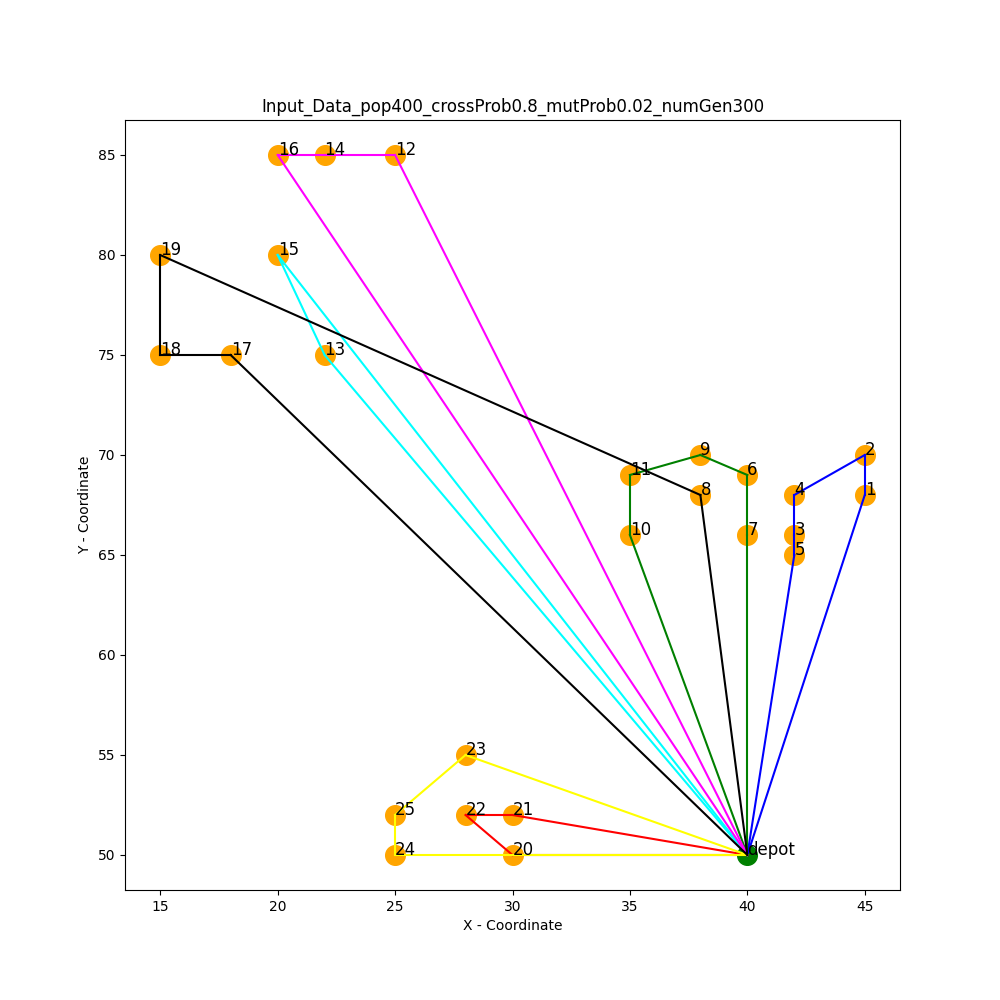 Input_Data_pop400_crossProb0.8_mutProb0.02_numGen300
85
80
75
70
65
60
55
50
Y - Coordinate
16 14 12
19 15
18 17 13
9 2
11 6
8 4 1
10 7 3
5
23
25 22 21
24 20 depot
15 20 25 30 35 40 45
X - Coordinate